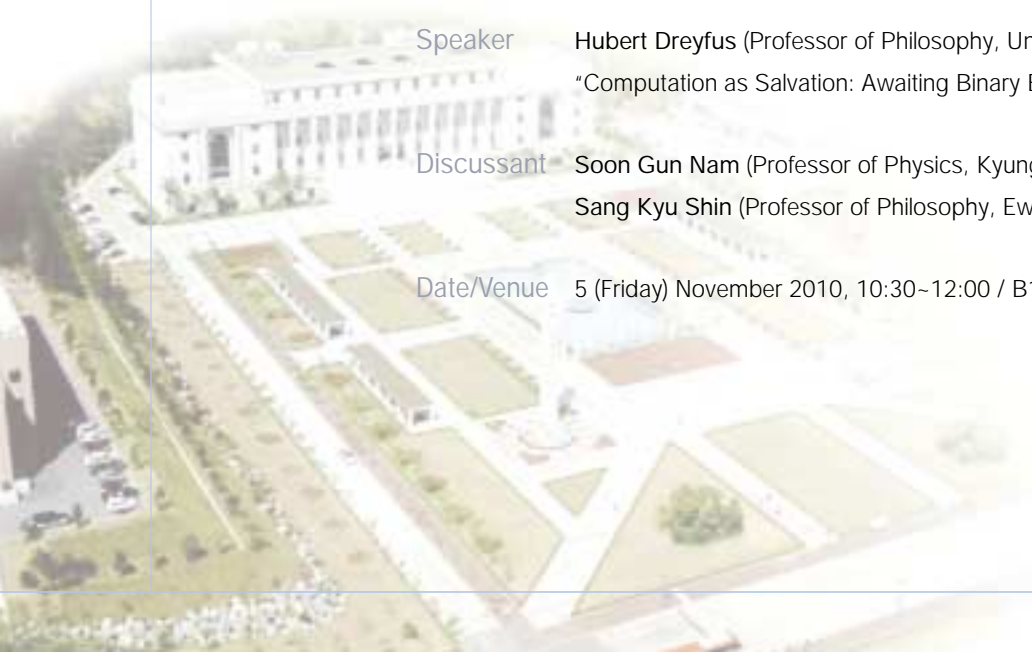 Speaker Hubert Dreyfus (Professor of Philosophy, Un
“Computation as Salvation: Awaiting Binary
Discussant Soon Gun Nam (Professor of Physics, Kyung
Sang Kyu Shin (Professor of Philosophy, Ew
Date/Venue 5 (Friday) November 2010, 10:30~12:00 / B1